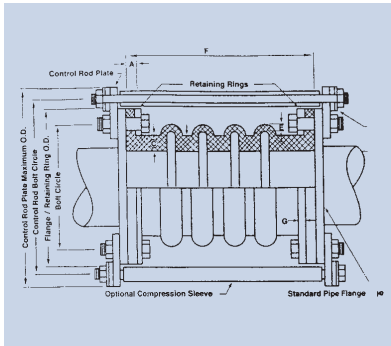 F
A
Control Rod Plate
Retaining Rings
E
Control Rod Plate Maximum O.D.
Control Rod Bolt Circle
Flange / Retaining Ring O.D.
Bolt Circle
G
Optional Compression Sleeve
Standard Pipe Flange